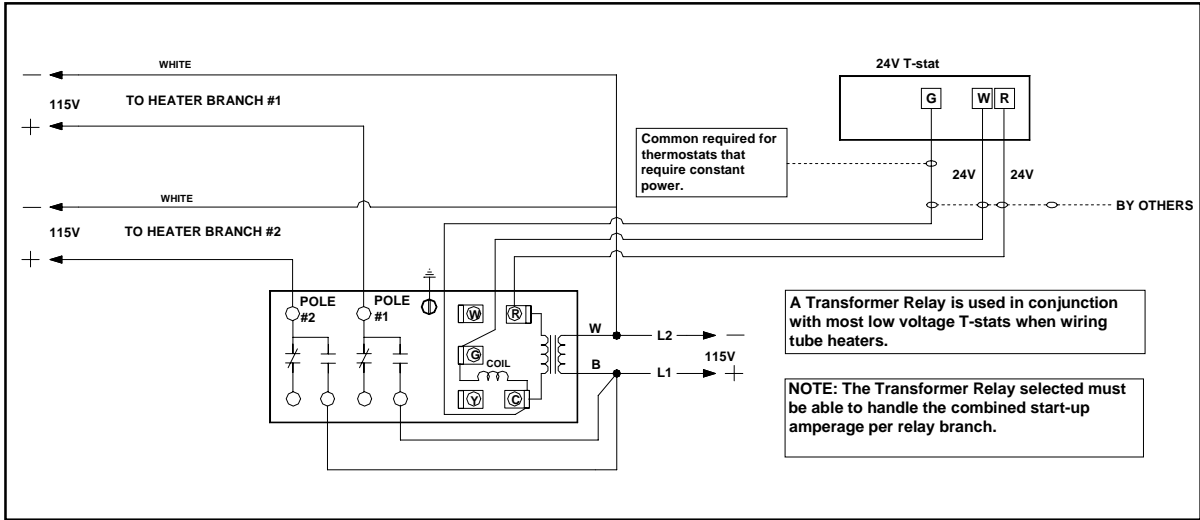 WHITE
24V T-stat
—
115V
TO HEATER BRANCH #1
+
G
W
R
Common required for
thermostats that
require constant
power.
24V
24V
WHITE
—
115V
TO HEATER BRANCH #2
+
BY OTHERS
POLE
#2
POLE
#1
W
R
G
COIL
Y
C
W
L2
—
115V
B
L1
+
A Transformer Relay is used in conjunction
with most low voltage T-stats when wiring
tube heaters.
NOTE: The Transformer Relay selected must
be able to handle the combined start-up
amperage per relay branch.